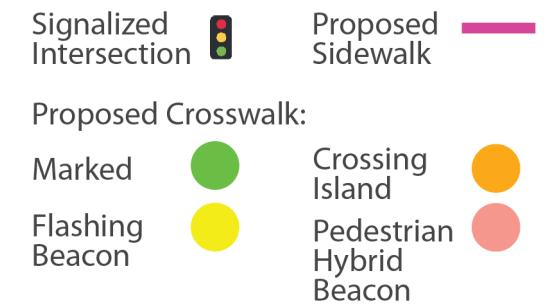 Signalized
Intersection
Proposed
Sidewalk
Proposed Crosswalk:
Marked
Crossing
Island
Flashing
Beacon
Pedestrian
Hybrid
Beacon